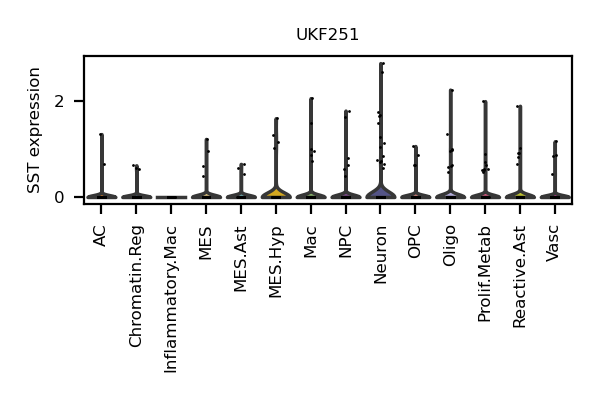 UKF251
SST expression
2
0
AC
Chromatin.Reg
Inflammatory.Mac
MES
MES.Ast
MES.Hyp
Mac
NPC
Neuron
OPC
Oligo
Prolif.Metab
Reactive.Ast
Vasc